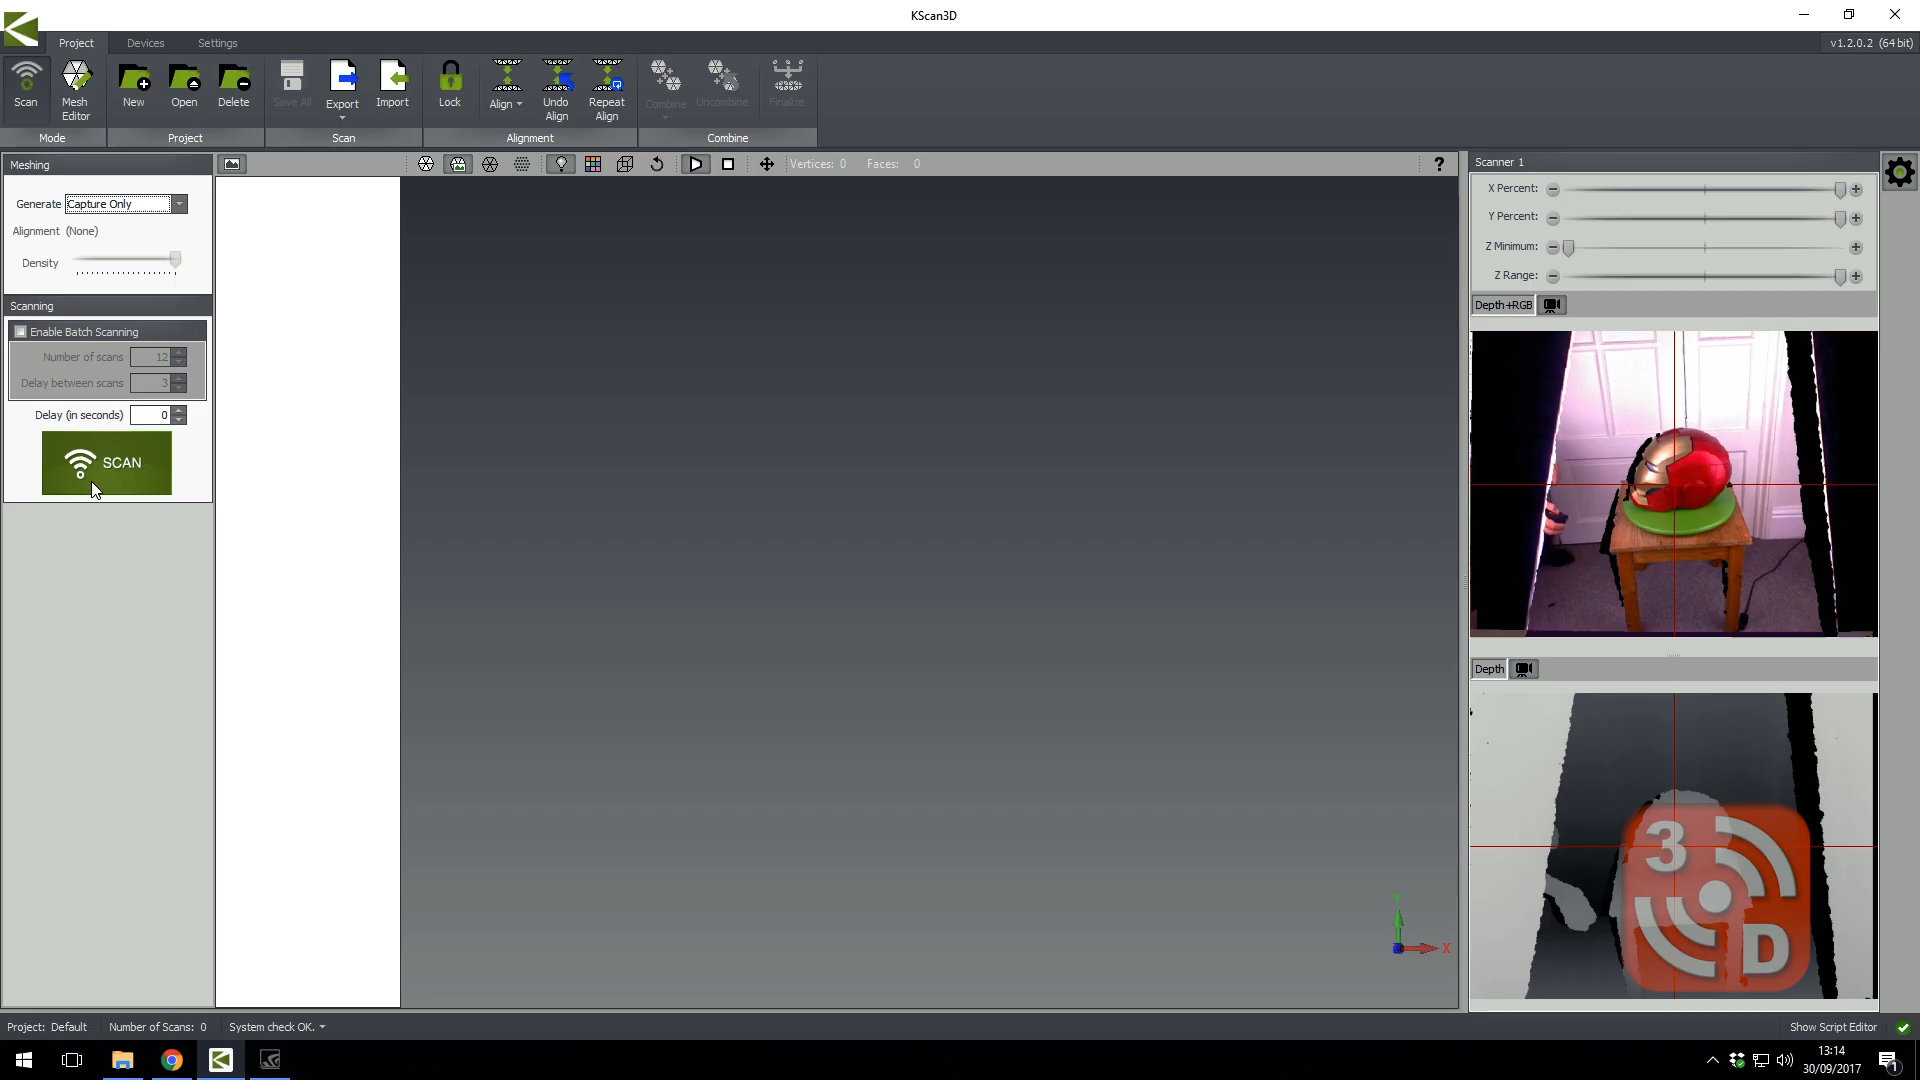 KScan3D
Project Devices Settings
v1.2.0.2 (64 bit)
Scan
Mesh Editor
New
Open
Delete
Save All
Export
Import
Lock
Align
Undo Align
Repeat Align
Combine
Uncombine
Finalize
Mode Project Scan Alignment Combine
Meshing
Generate Capture Only
Alignment (None)
Density
Scanning
Enable Batch Scanning
Number of scans 12
Delay between scans 3
Delay (in seconds) 0
SCAN
Vertices: 0 Faces: 0
?
Y
X
Scanner 1
X Percent:
Y Percent:
Z Minimum:
Z Range:
Depth+RGB
Depth
3
D
Project: Default Number of Scans: 0 System check OK.
Show Script Editor
13:14
30/09/2017
1